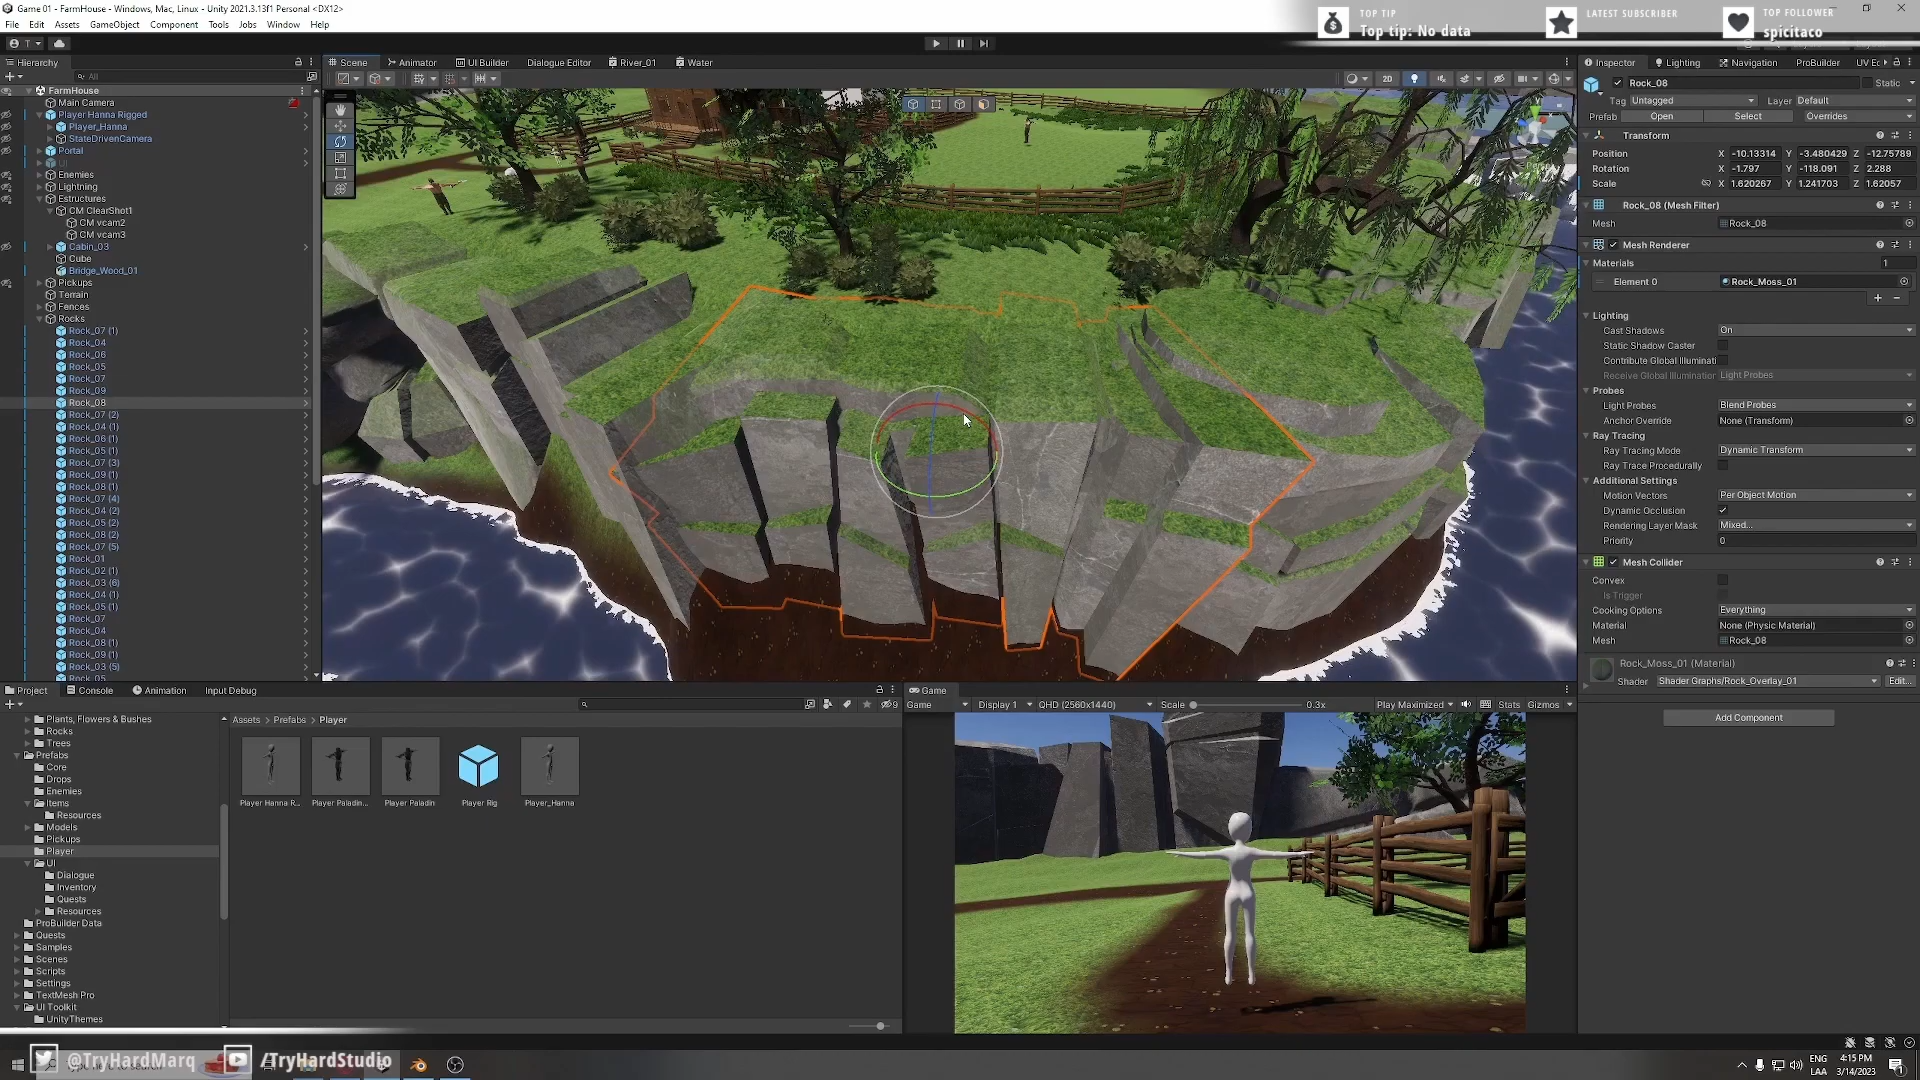 Game 01 - FarmHouse - Windows, Mac, Linux - Unity 2021.3.13f1 Personal <DX12>
File Edit Assets GameObject Component Services Tools Jobs Window Help
TOP TIP
Top tip: No data
LATEST SUBSCRIBER
TOP FOLLOWER
spicitaco
Hierarchy
All
FarmHouse
Main Camera
Player Hanna Rigged
Player_Hanna
StateDrivenCamera
Portal
UI
Enemies
Lightning
Estructures
CM ClearShot1
CM vcam2
CM vcam3
Cabin_03
Cube
Bridge_Wood_01
Pickups
Terrain
Fences
Rocks
Rock_07 (1)
Rock_04
Rock_06
Rock_05
Rock_07
Rock_09
Rock_08
Rock_07 (2)
Rock_04 (1)
Rock_06 (1)
Rock_05 (1)
Rock_07 (3)
Rock_09 (1)
Rock_08 (1)
Rock_07 (4)
Rock_04 (2)
Rock_05 (2)
Rock_08 (2)
Rock_07 (5)
Rock_01
Rock_02 (1)
Rock_03 (6)
Rock_04 (1)
Rock_05 (1)
Rock_07
Rock_04
Rock_08 (1)
Rock_09 (1)
Rock_03 (5)
Rock_05
Scene Animator UI Builder Dialogue Editor River_01 Water
2D
Inspector Lighting Navigation ProBuilder UV Ec
Rock_08 Static
Tag Untagged Layer Default
Prefab Open Select Overrides
Transform
Position X -10.13314 Y -3.480429 Z -12.75789
Rotation X -1.797 Y -118.091 Z 2.288
Scale X 1.620267 Y 1.241703 Z 1.62057
Rock_08 (Mesh Filter)
Mesh Rock_08
Mesh Renderer
Materials 1
Element 0 Rock_Moss_01
Lighting
Cast Shadows On
Static Shadow Caster
Contribute Global Illuminati
Receive Global Illumination Light Probes
Probes
Light Probes Blend Probes
Anchor Override None (Transform)
Ray Tracing
Ray Tracing Mode Dynamic Transform
Ray Trace Procedurally
Additional Settings
Motion Vectors Per Object Motion
Dynamic Occlusion
Rendering Layer Mask Mixed...
Priority 0
Mesh Collider
Convex
Is Trigger
Cooking Options Everything
Material None (Physic Material)
Mesh Rock_08
Rock_Moss_01 (Material)
Shader Shader Graphs/Rock_Overlay_01 Edit...
Add Component
Project Console Animation Input Debug
9
Plants, Flowers & Bushes
Rocks
Trees
Prefabs
Core
Drops
Enemies
Items
Resources
Models
Pickups
Player
UI
Dialogue
Inventory
Quests
Resources
ProBuilder Data
Quests
Samples
Scenes
Scripts
Settings
TextMesh Pro
UI Toolkit
UnityThemes
Assets > Prefabs > Player
Player Hanna R... Player Paladin... Player Paladin Player Rig Player_Hanna
Game
Game Display 1 QHD (2560x1440) Scale 0.3x Play Maximized Stats Gizmos
@TryHardMarq /TryHardStudio
ENG
LAA
4:15 PM
3/14/2023